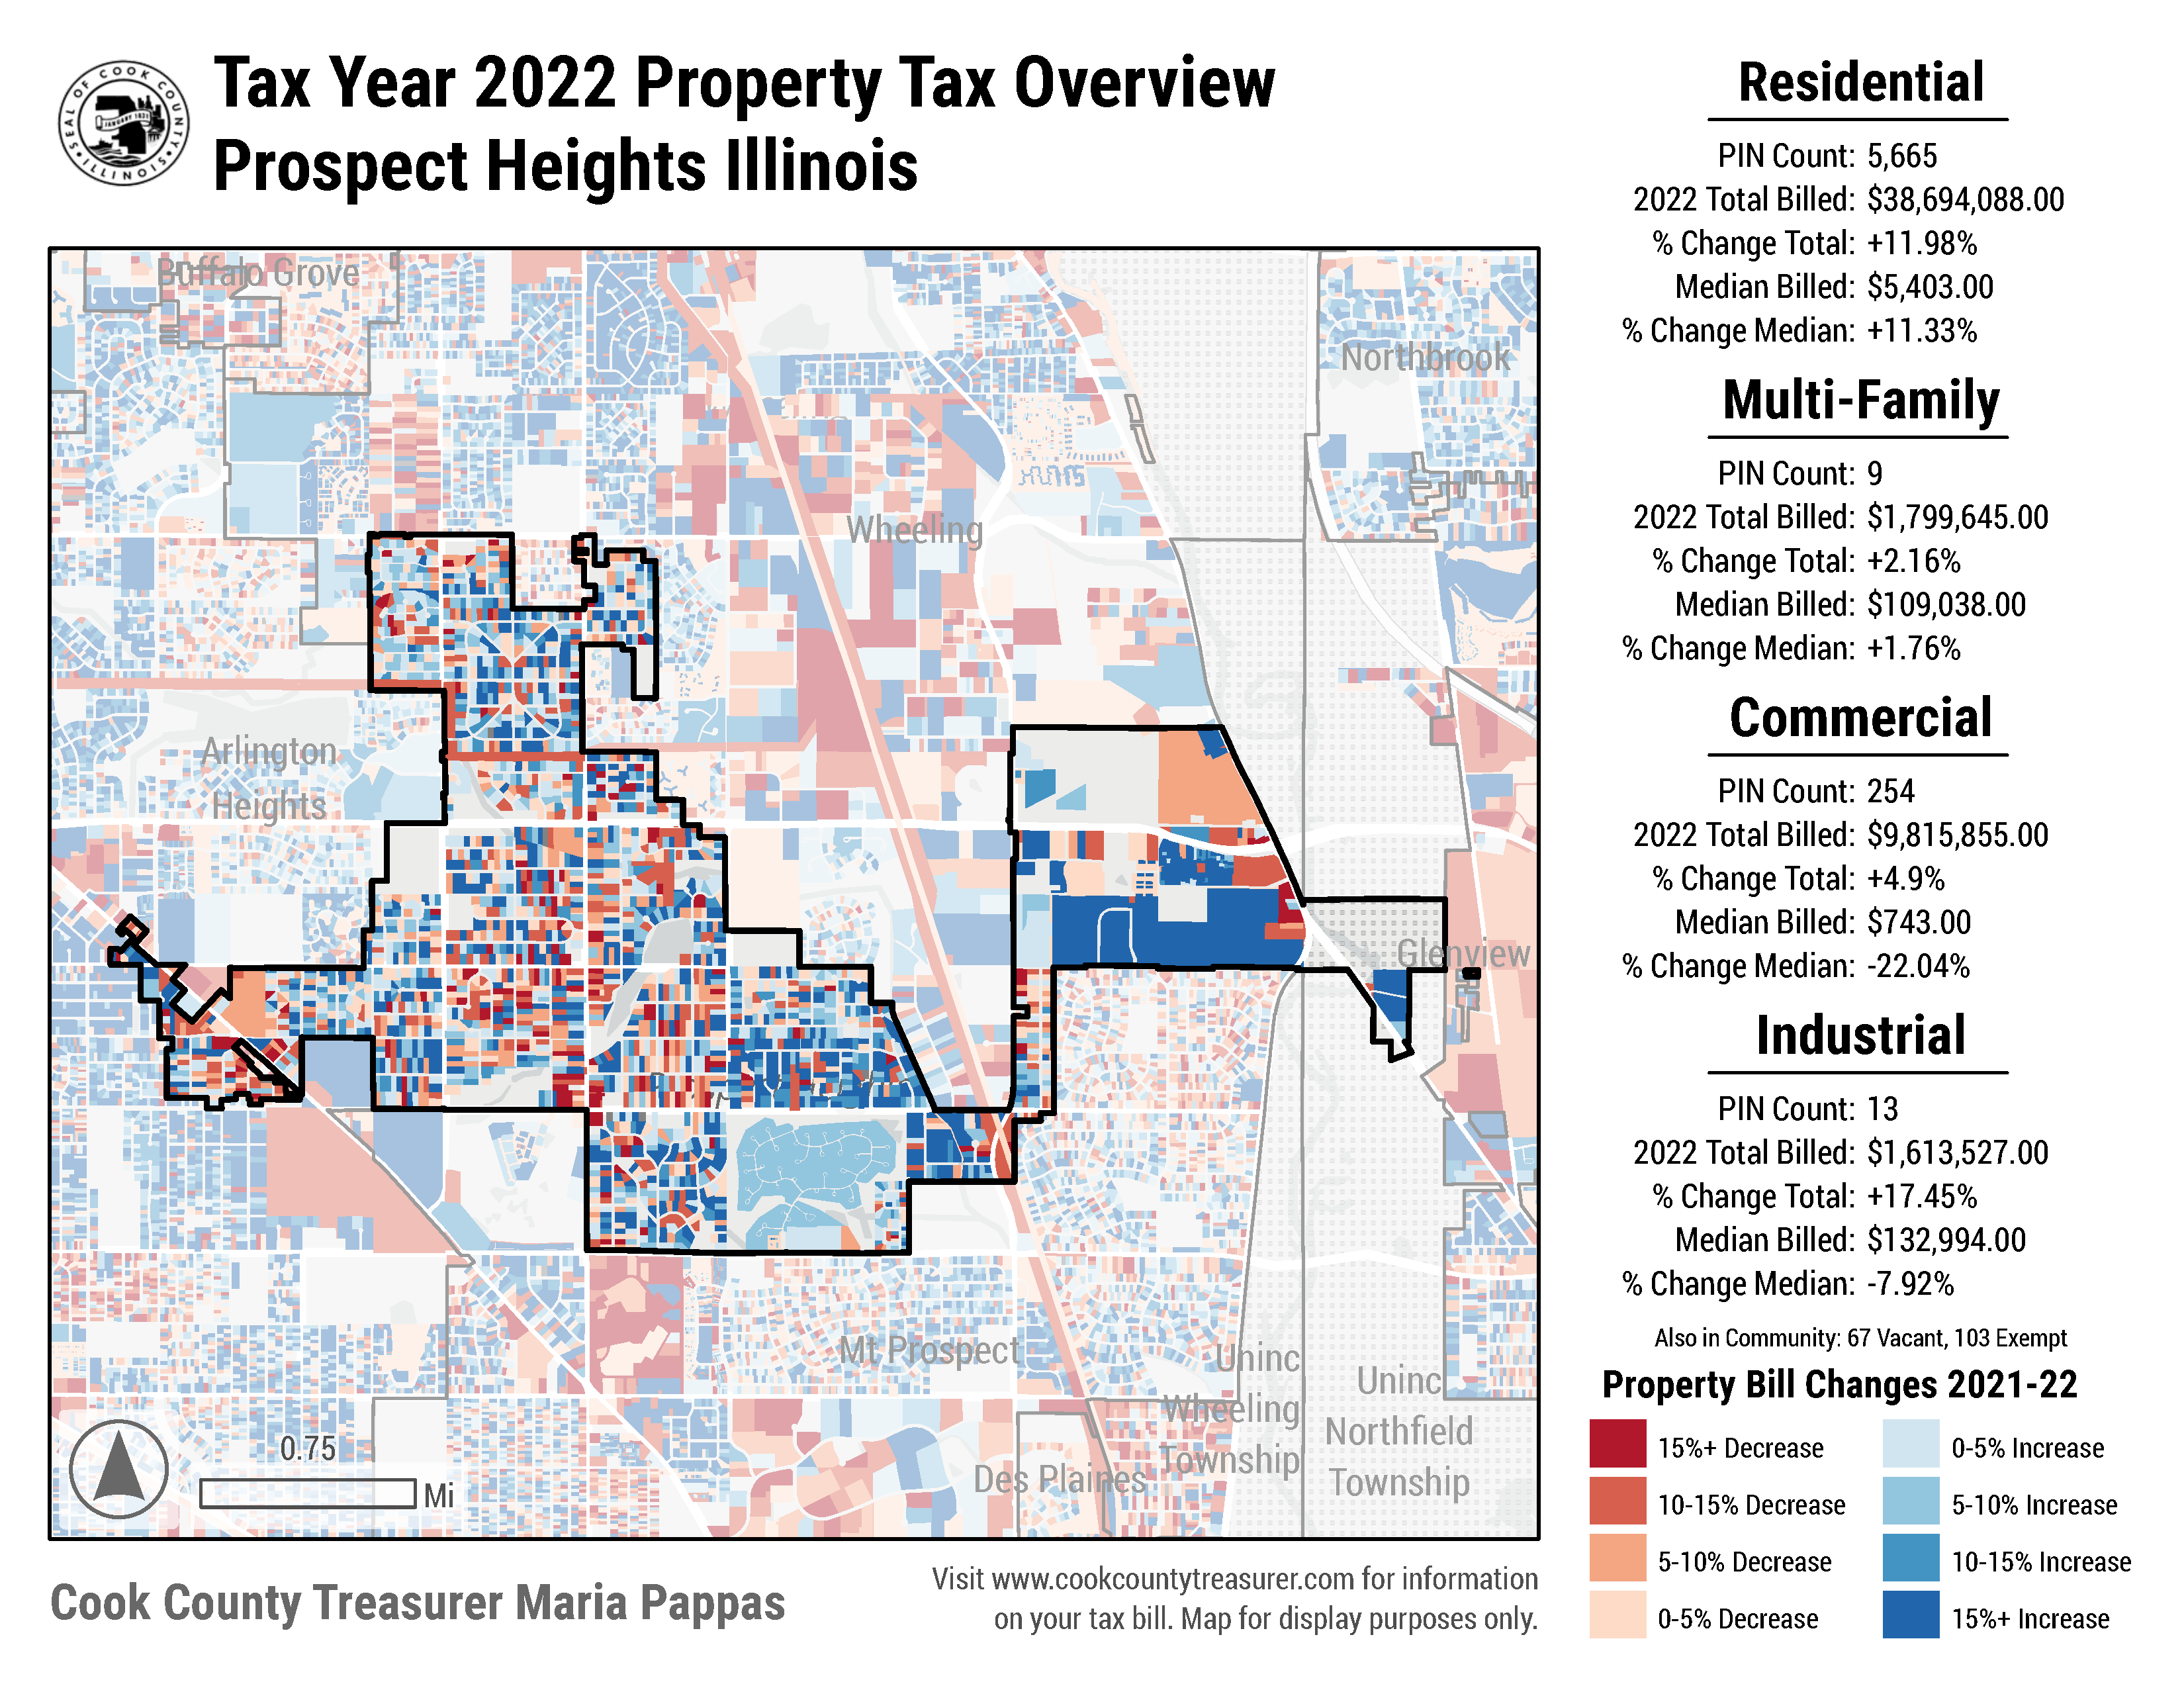 SEAL OF COOK COUNTY
ILLINOIS
JANUARY 1831
Tax Year 2022 Property Tax Overview
Prospect Heights Illinois
Buffalo Grove
Northbrook
Wheeling
Arlington
Heights
Glenview
Mt Prospect
Uninc
Wheeling
Township
Uninc
Northfield
Township
Des Plaines
0.75
Mi
Cook County Treasurer Maria Pappas
Visit www.cookcountytreasurer.com for information
on your tax bill. Map for display purposes only.
Residential
PIN Count: 5,665
2022 Total Billed: $38,694,088.00
% Change Total: +11.98%
Median Billed: $5,403.00
% Change Median: +11.33%
Multi-Family
PIN Count: 9
2022 Total Billed: $1,799,645.00
% Change Total: +2.16%
Median Billed: $109,038.00
% Change Median: +1.76%
Commercial
PIN Count: 254
2022 Total Billed: $9,815,855.00
% Change Total: +4.9%
Median Billed: $743.00
% Change Median: -22.04%
Industrial
PIN Count: 13
2022 Total Billed: $1,613,527.00
% Change Total: +17.45%
Median Billed: $132,994.00
% Change Median: -7.92%
Also in Community: 67 Vacant, 103 Exempt
Property Bill Changes 2021-22
15%+ Decrease
0-5% Increase
10-15% Decrease
5-10% Increase
5-10% Decrease
10-15% Increase
0-5% Decrease
15%+ Increase